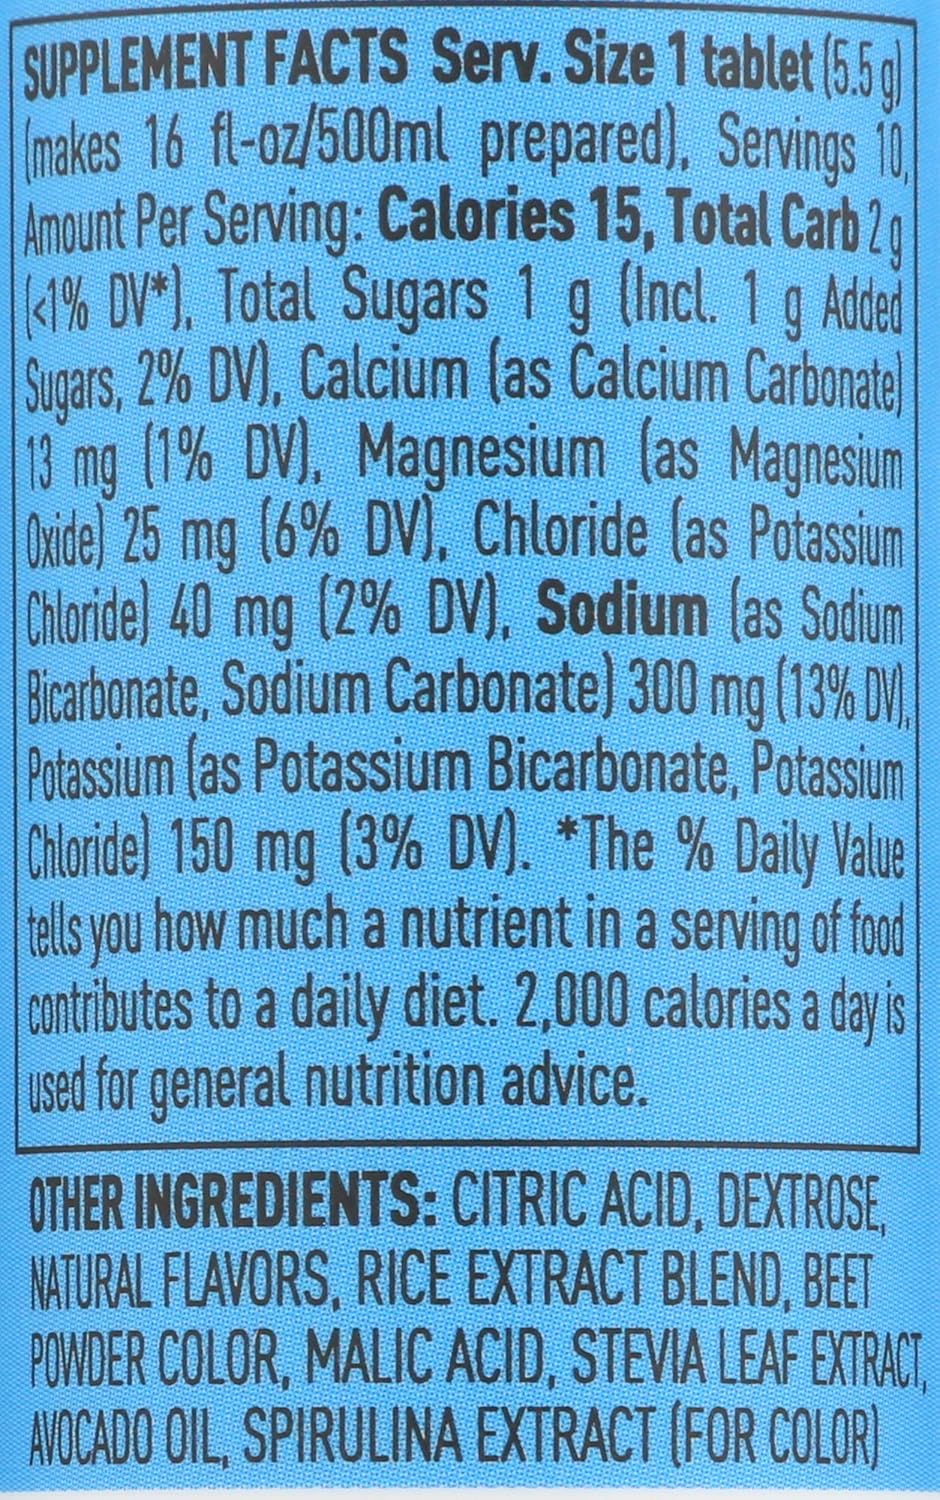 SUPPLEMENT FACTS Serv. Size 1 tablet (5.5 g)
(makes 16 fl-oz/500ml prepared), Servings 10,
Amount Per Serving: Calories 15, Total Carb 2 g
(<1% DV*), Total Sugars 1 g (Incl. 1 g Added
Sugars, 2% DV), Calcium (as Calcium Carbonate)
13 mg (1% DV), Magnesium (as Magnesium
Oxide) 25 mg (6% DV), Chloride (as Potassium
Chloride) 40 mg (2% DV), Sodium (as Sodium
Bicarbonate, Sodium Carbonate) 300 mg (13% DV),
Potassium (as Potassium Bicarbonate, Potassium
Chloride) 150 mg (3% DV). *The % Daily Value
tells you how much a nutrient in a serving of food
contributes to a daily diet. 2,000 calories a day is
used for general nutrition advice.
OTHER INGREDIENTS: CITRIC ACID, DEXTROSE,
NATURAL FLAVORS, RICE EXTRACT BLEND, BEET
POWDER COLOR, MALIC ACID, STEVIA LEAF EXTRACT,
AVOCADO OIL, SPIRULINA EXTRACT (FOR COLOR)